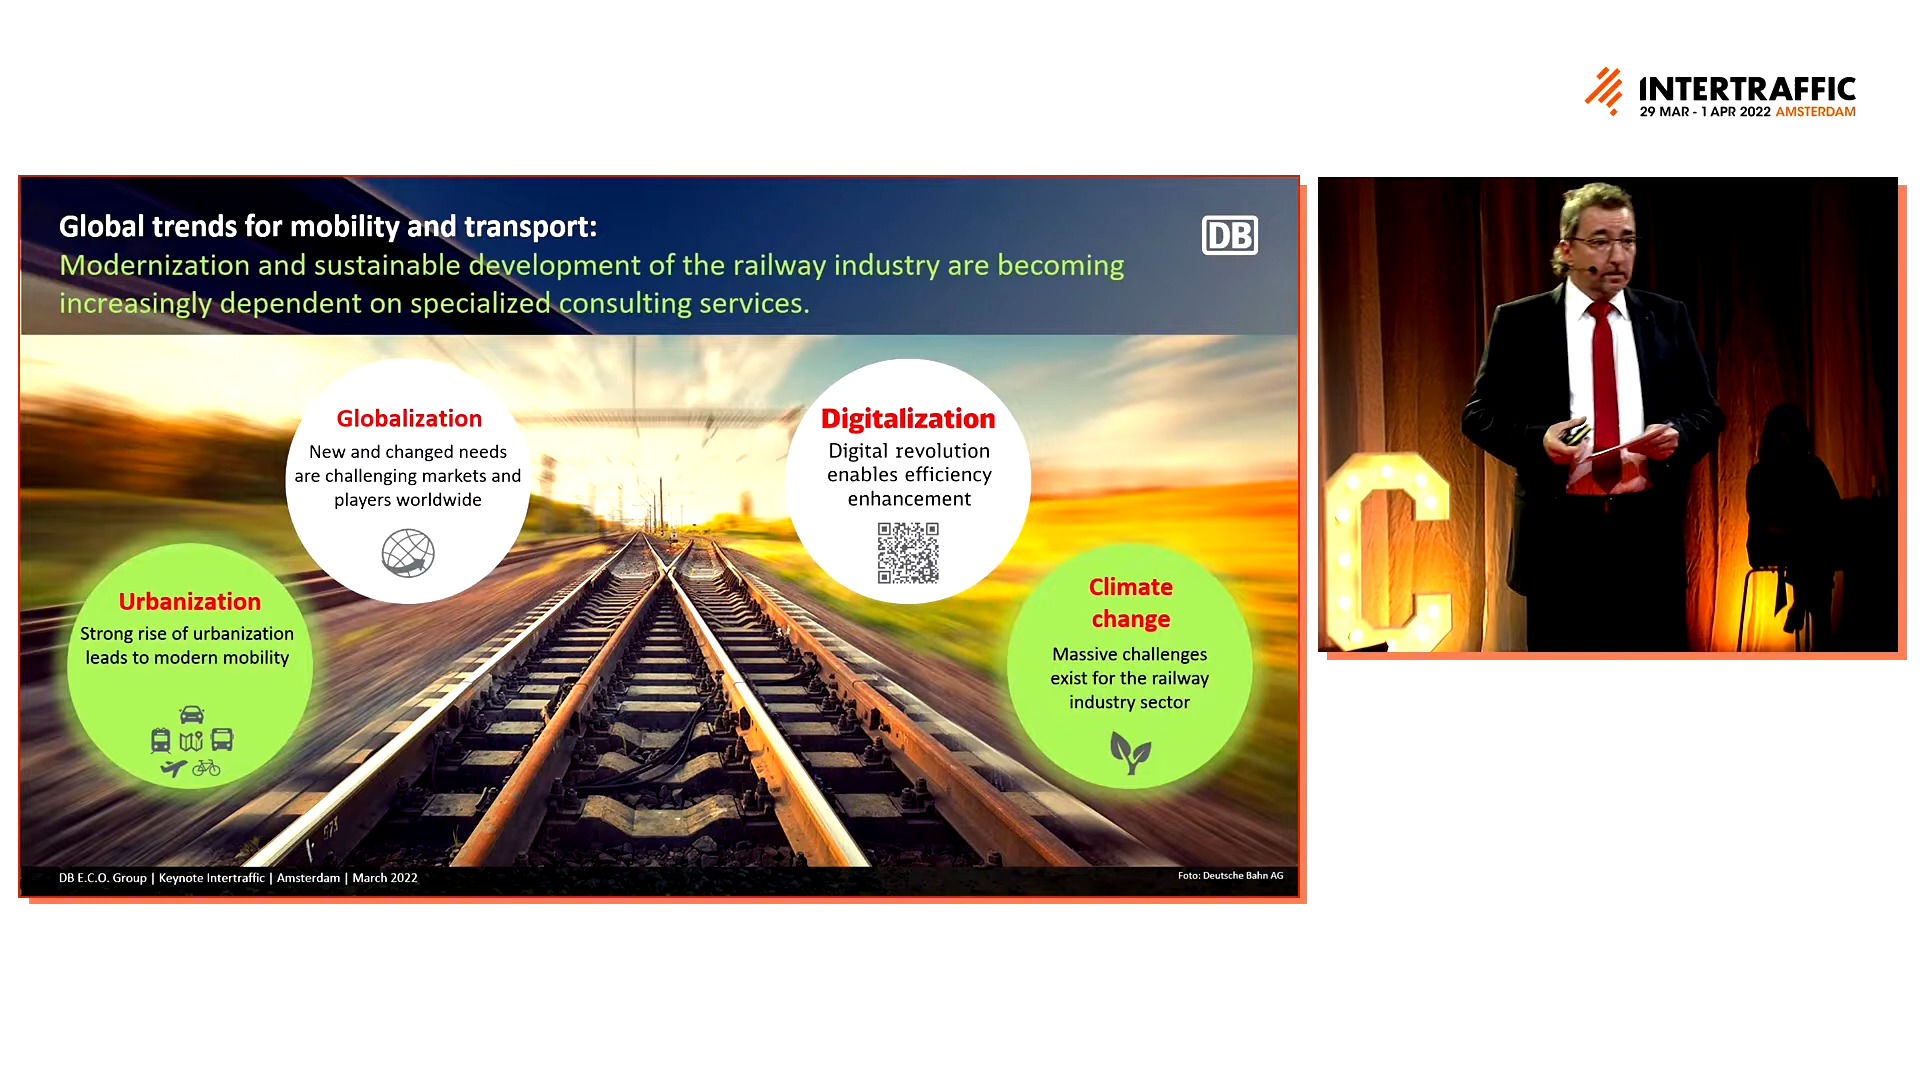 INTERTRAFFIC
29 MAR - 1 APR 2022 AMSTERDAM
Global trends for mobility and transport:
Modernization and sustainable development of the railway industry are becoming
increasingly dependent on specialized consulting services.
DB
Globalization
New and changed needs
are challenging markets and
players worldwide
Digitalization
Digital revolution
enables efficiency
enhancement
Urbanization
Strong rise of urbanization
leads to modern mobility
Climate
change
Massive challenges
exist for the railway
industry sector
DB E.C.O. Group | Keynote Intertraffic | Amsterdam | March 2022
Foto: Deutsche Bahn AG
C